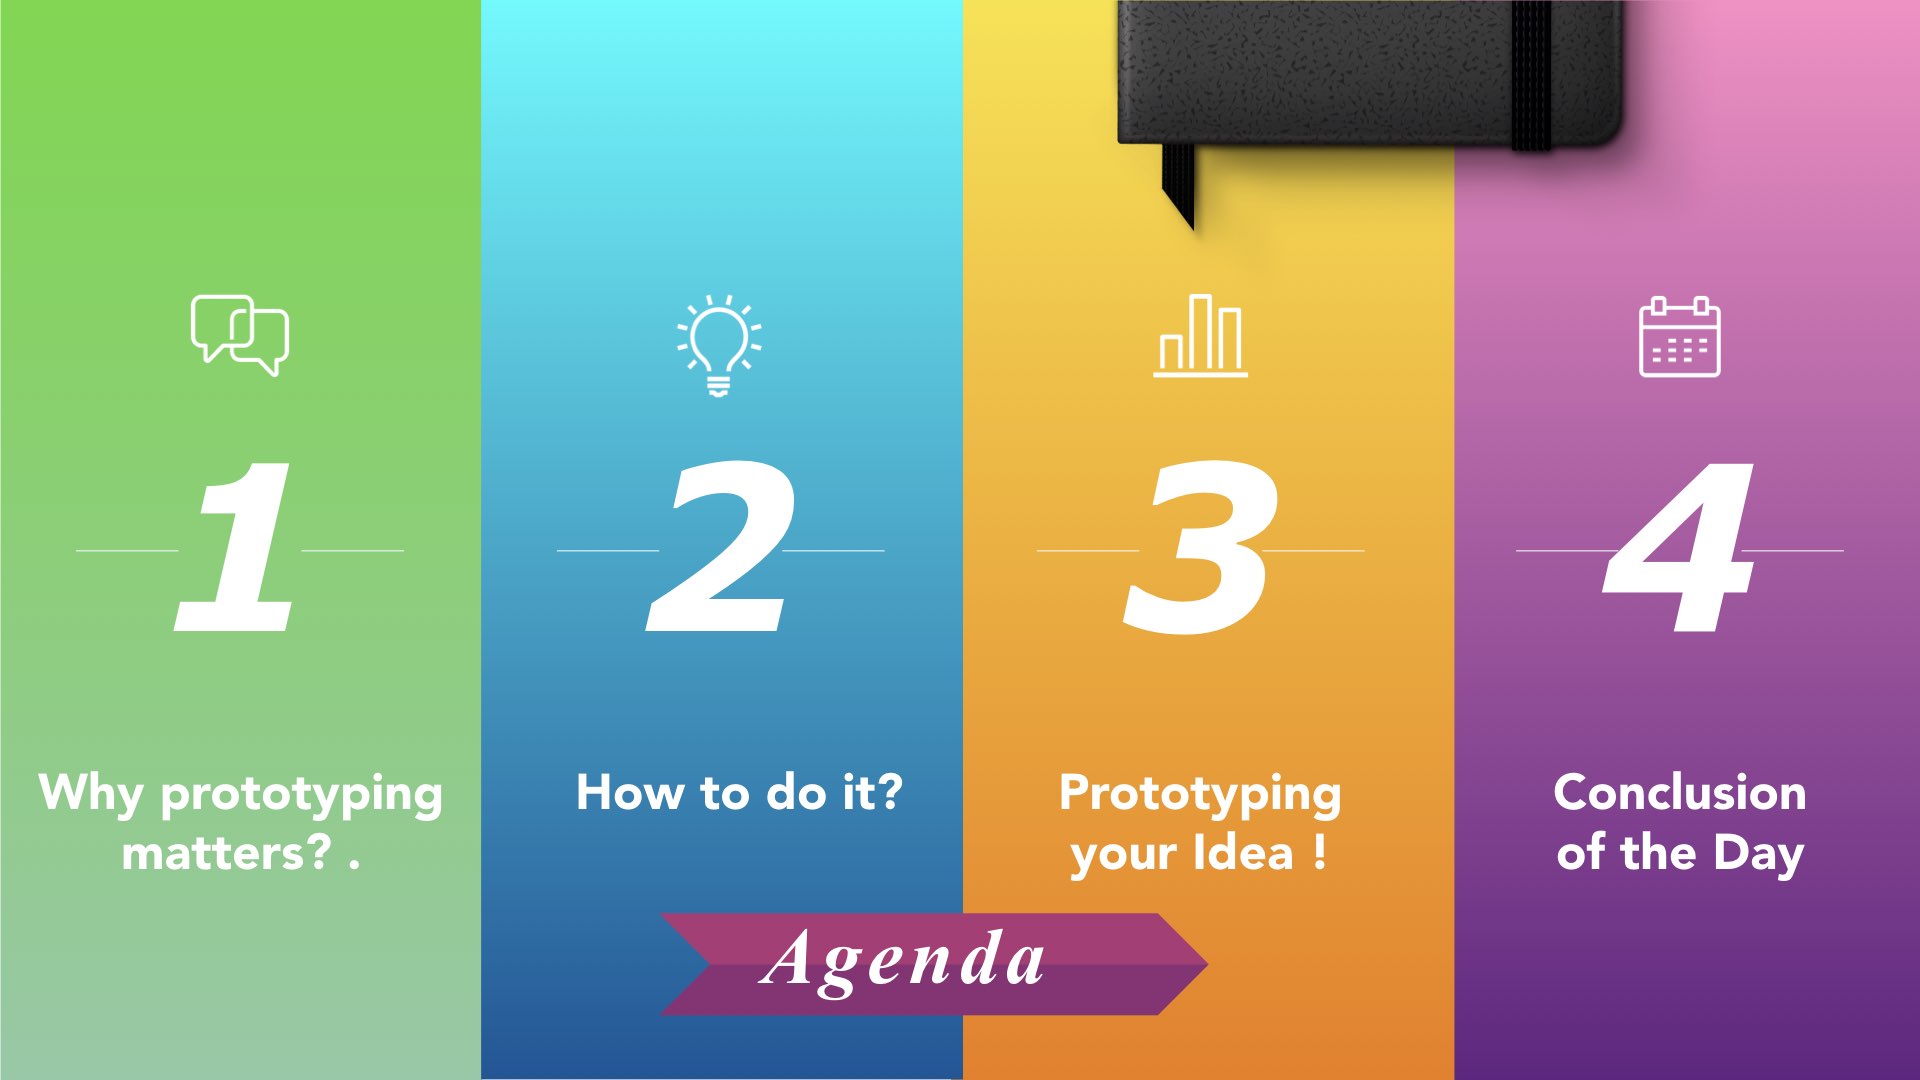 1
Why prototyping
matters? .
2
How to do it?
3
Prototyping
your Idea !
4
Conclusion
of the Day
Agenda